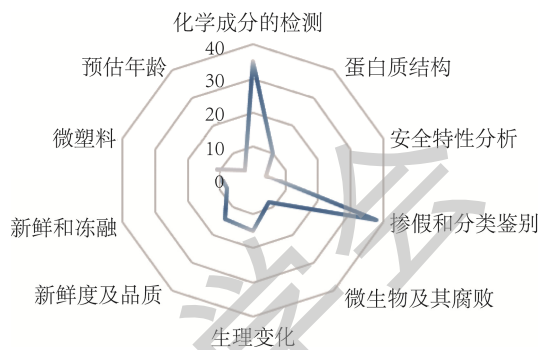 化学成分的检测
40
预估年龄
蛋白质结构
30
20
微塑料
安全特性分析
10
0
新鲜和冻融
掺假和分类鉴别
新鲜度及品质
微生物及其腐败
生理变化